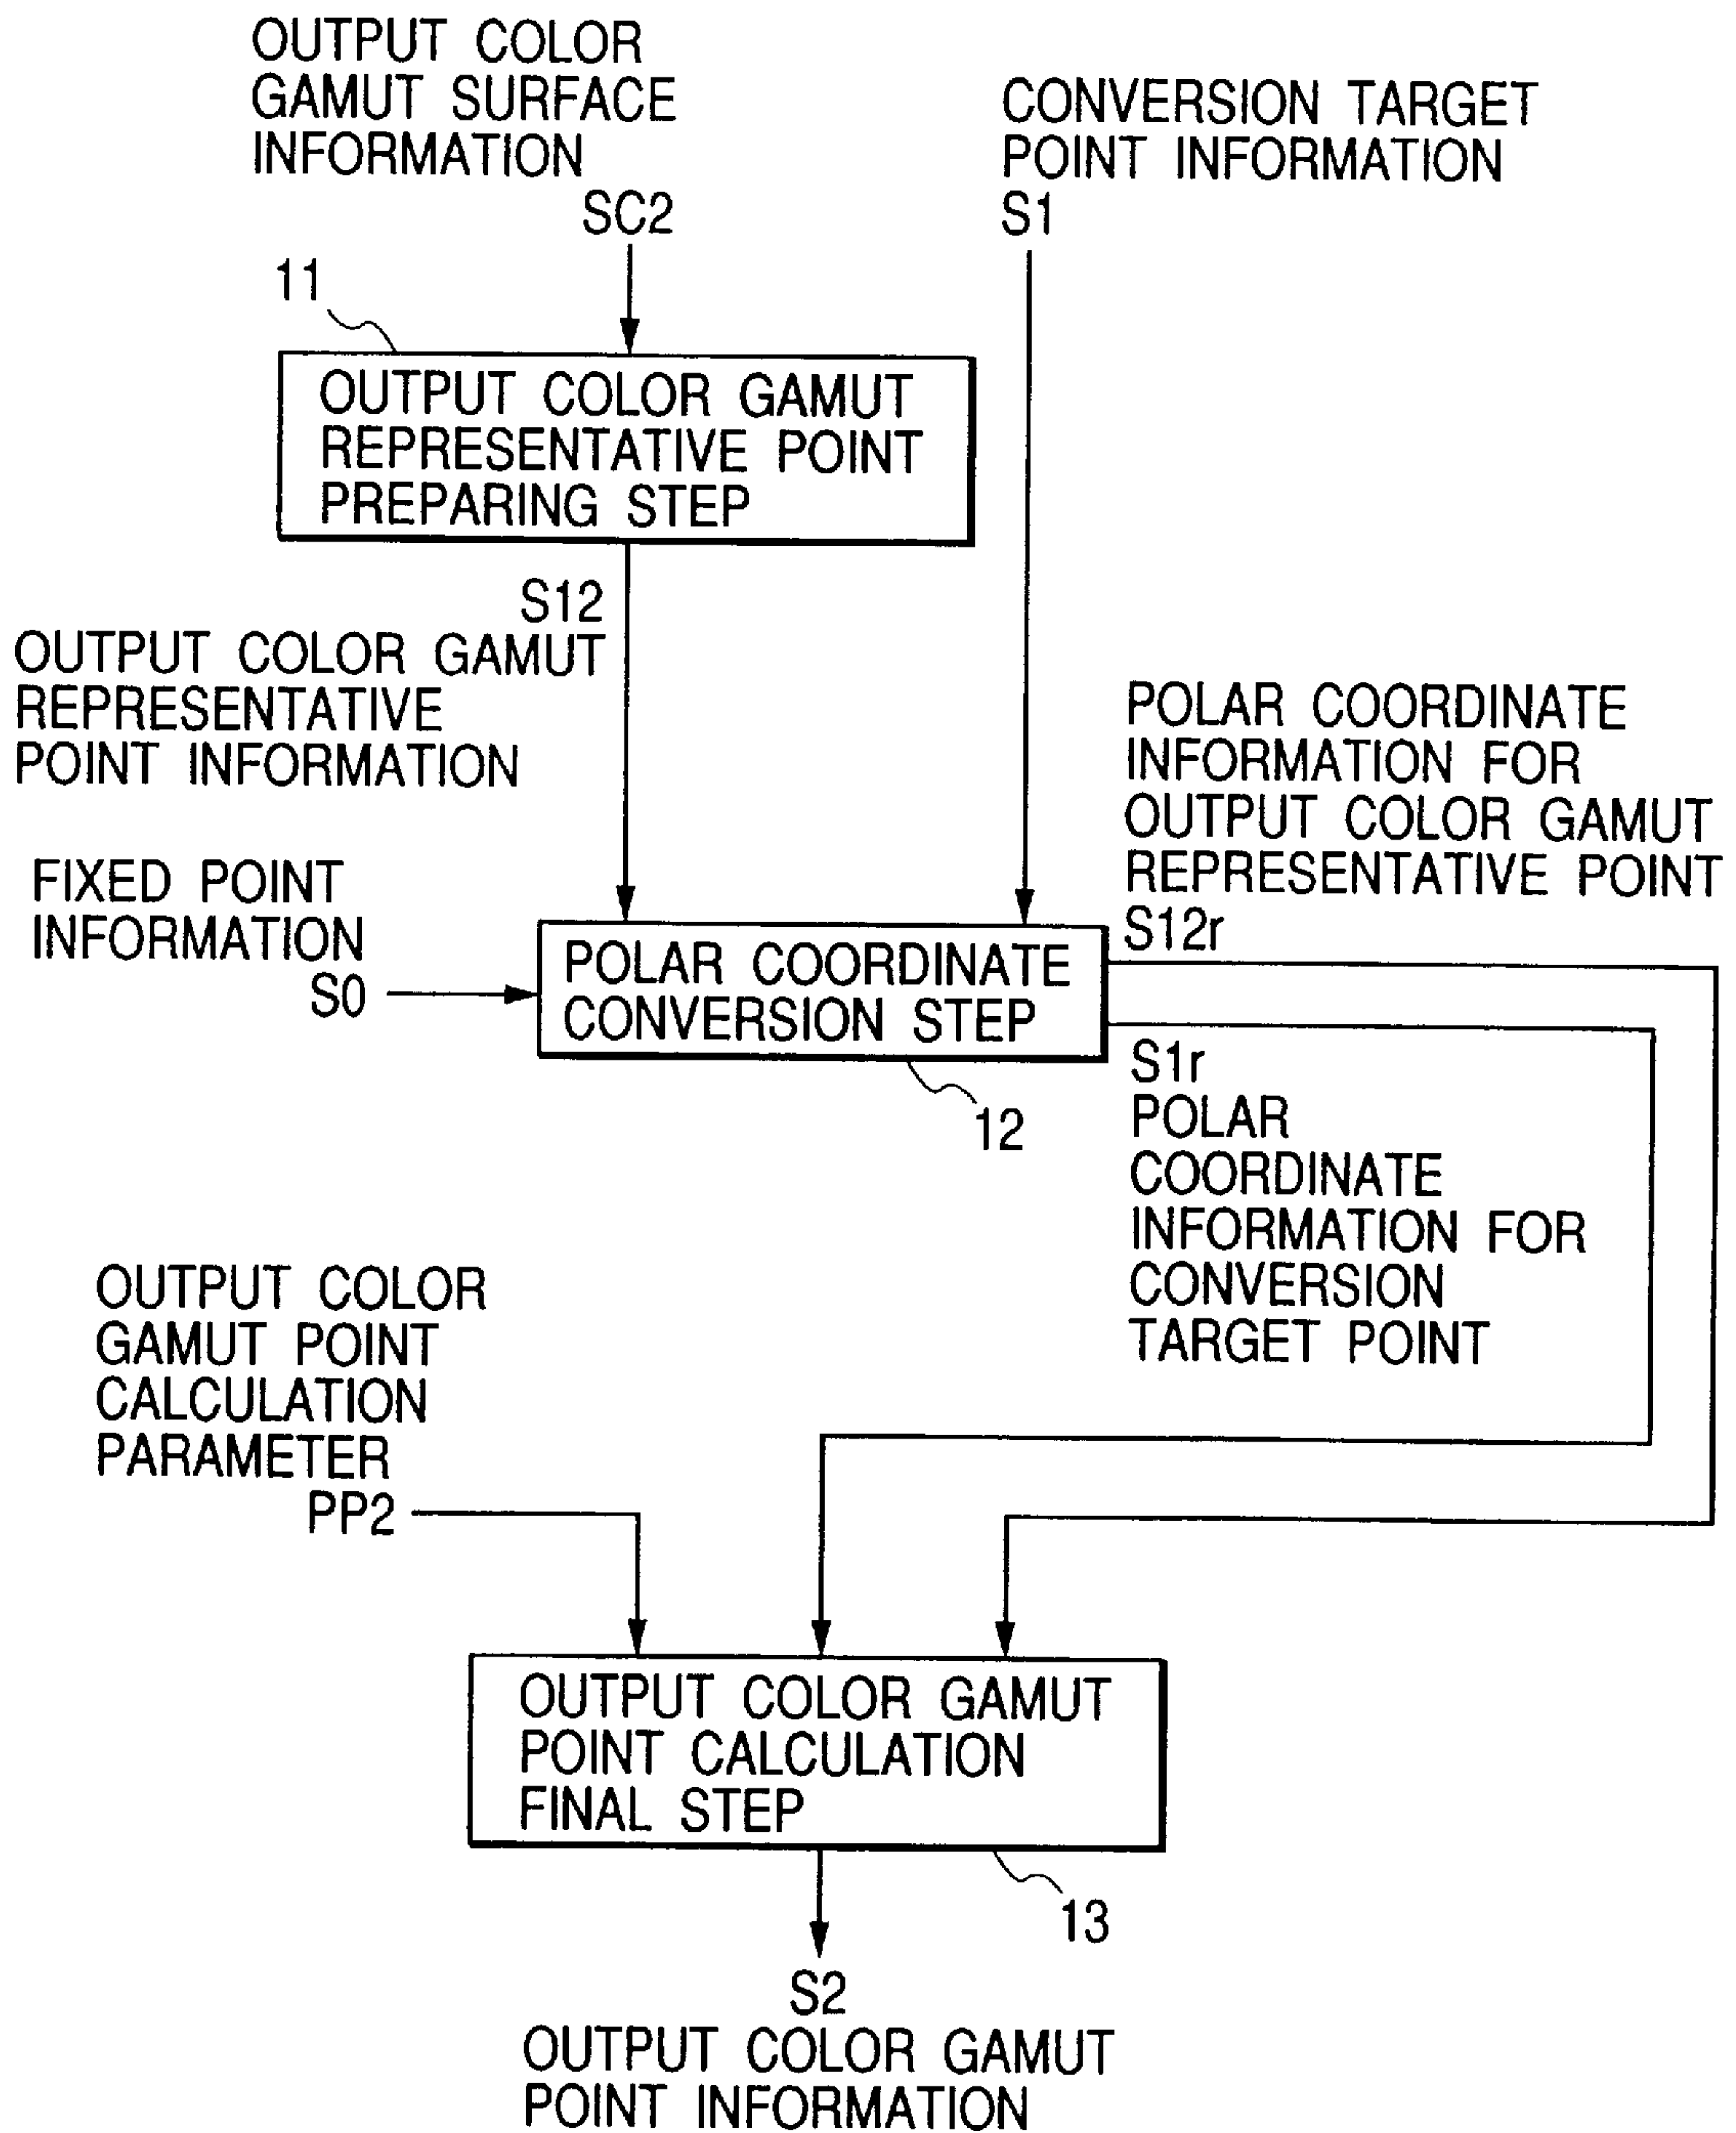 OUTPUT COLOR
GAMUT SURFACE
INFORMATION
SC2
CONVERSION TARGET
POINT INFORMATION
S1
11
OUTPUT COLOR GAMUT
REPRESENTATIVE POINT
PREPARING STEP
S12
OUTPUT COLOR GAMUT
REPRESENTATIVE
POINT INFORMATION
POLAR COORDINATE
INFORMATION FOR
OUTPUT COLOR GAMUT
REPRESENTATIVE POINT
S12r
FIXED POINT
INFORMATION
S0
POLAR COORDINATE
CONVERSION STEP
12
S1r
POLAR
COORDINATE
INFORMATION FOR
CONVERSION
TARGET POINT
OUTPUT COLOR
GAMUT POINT
CALCULATION
PARAMETER
PP2
OUTPUT COLOR GAMUT
POINT CALCULATION
FINAL STEP
13
S2
OUTPUT COLOR GAMUT
POINT INFORMATION